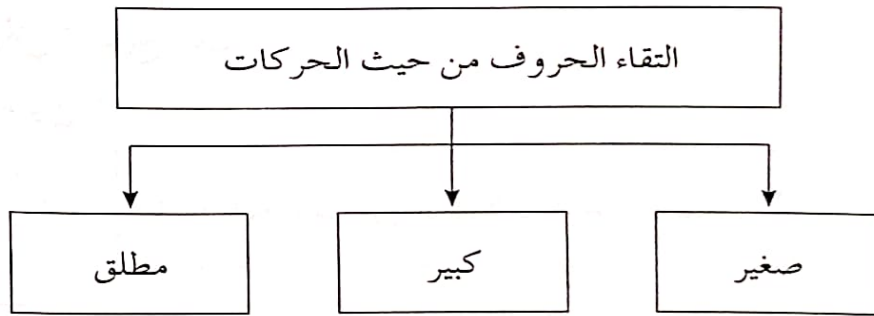 التقاء الحروف من حيث الحركات
صغير
كبير
مطلق